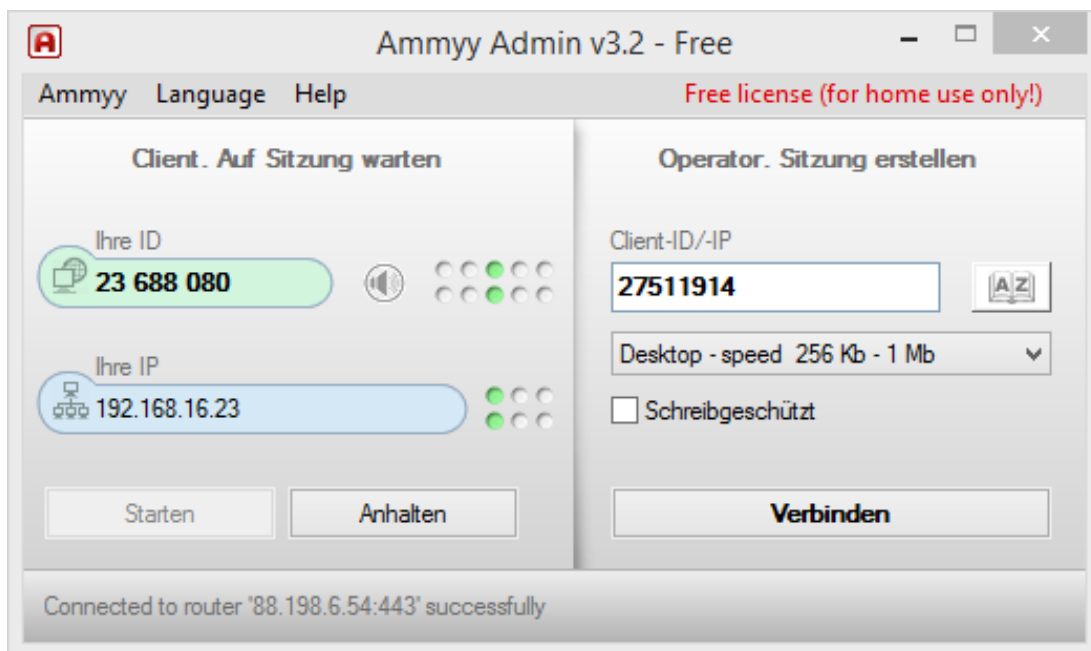 Ammyy Admin v3.2 - Free
Ammyy Language Help Free license (for home use only!)
Client. Auf Sitzung warten
Ihre ID
23 688 080
Ihre IP
192.168.16.23
Starten Anhalten
Operator. Sitzung erstellen
Client-ID/-IP
27511914
AZ
Desktop - speed 256 Kb - 1 Mb
Schreibgeschützt
Verbinden
Connected to router '88.198.6.54:443' successfully